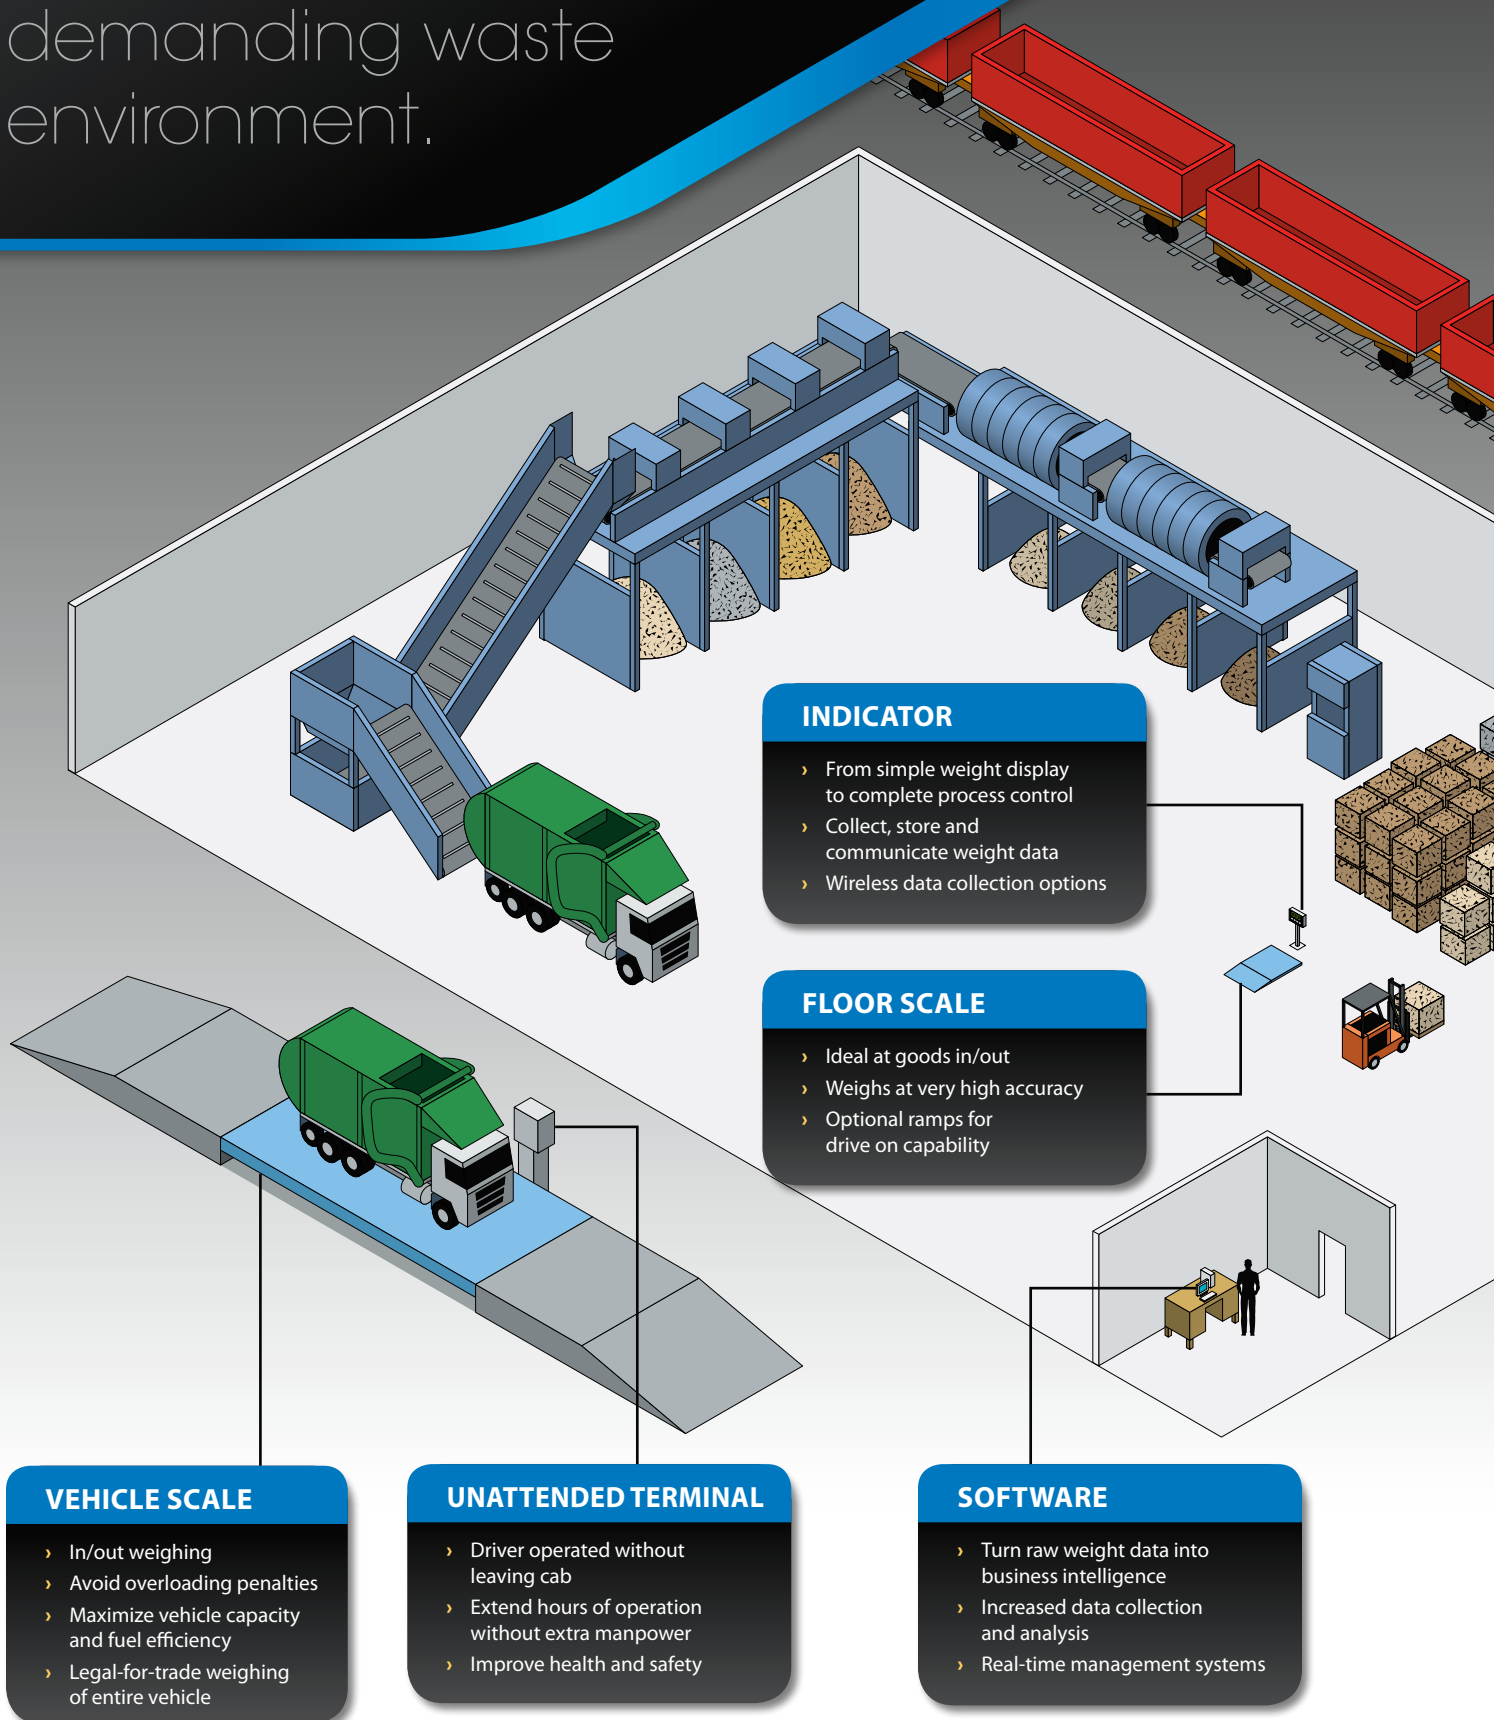 demanding waste
environment.
INDICATOR
› From simple weight display
to complete process control
› Collect, store and
communicate weight data
› Wireless data collection options
FLOOR SCALE
› Ideal at goods in/out
› Weighs at very high accuracy
› Optional ramps for
drive on capability
VEHICLE SCALE
› In/out weighing
› Avoid overloading penalties
› Maximize vehicle capacity
and fuel efficiency
› Legal-for-trade weighing
of entire vehicle
UNATTENDED TERMINAL
› Driver operated without
leaving cab
› Extend hours of operation
without extra manpower
› Improve health and safety
SOFTWARE
› Turn raw weight data into
business intelligence
› Increased data collection
and analysis
› Real-time management systems